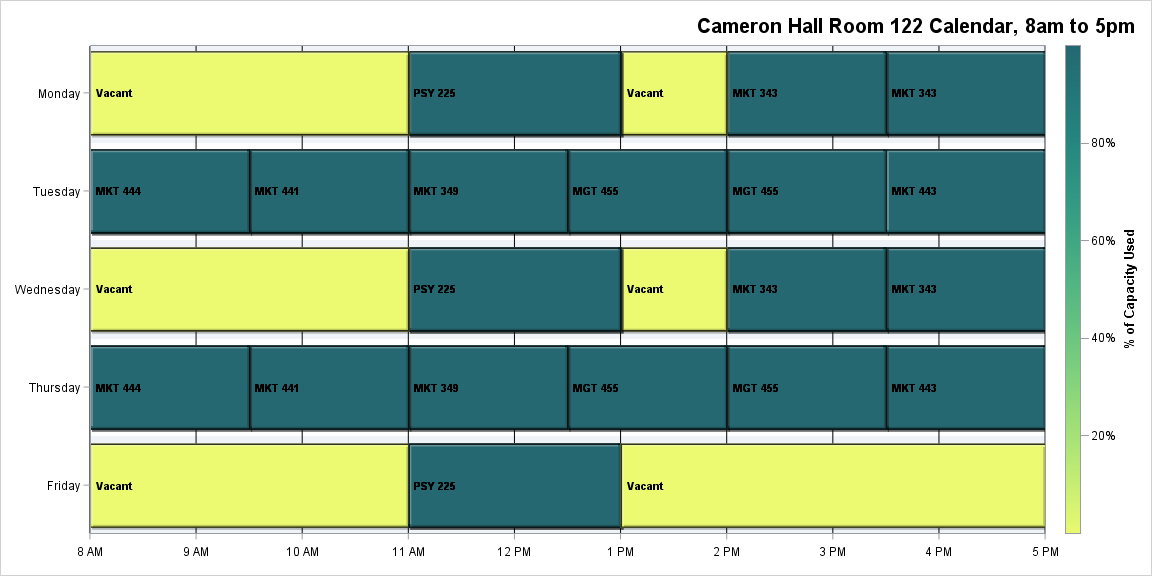 Cameron Hall Room 122 Calendar, 8am to 5pm
Monday
Vacant
PSY 225
Vacant
MKT 343
MKT 343
Tuesday
MKT 444
MKT 441
MKT 349
MGT 455
MGT 455
MKT 443
Wednesday
Vacant
PSY 225
Vacant
MKT 343
MKT 343
Thursday
MKT 444
MKT 441
MKT 349
MGT 455
MGT 455
MKT 443
Friday
Vacant
PSY 225
Vacant
8 AM
9 AM
10 AM
11 AM
12 PM
1 PM
2 PM
3 PM
4 PM
5 PM
80%
60%
40%
20%
% of Capacity Used